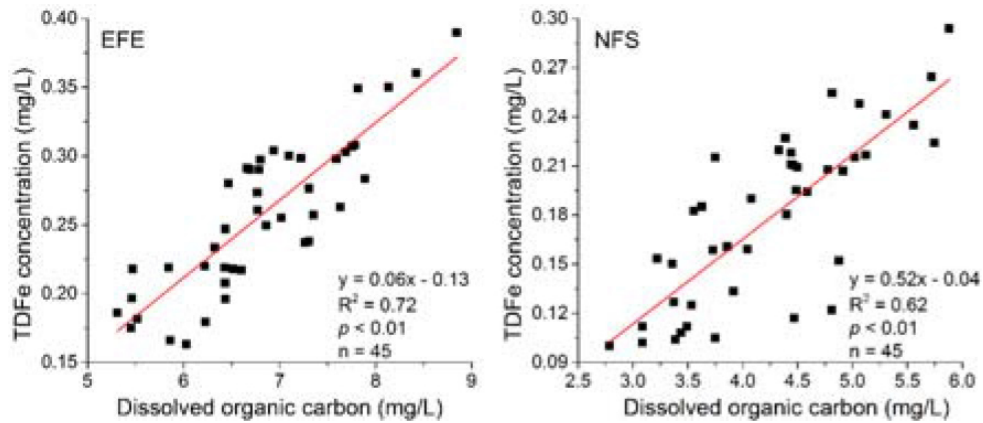 EFE
TDFe concentration (mg/L)
0.40
0.35
0.30
0.25
0.20
0.15
y = 0.06x - 0.13
R² = 0.72
p < 0.01
n = 45
5 6 7 8 9
Dissolved organic carbon (mg/L)
NFS
TDFe concentration (mg/L)
0.30
0.27
0.24
0.21
0.18
0.15
0.12
0.09
y = 0.52x - 0.04
R² = 0.62
p < 0.01
n = 45
2.5 3.0 3.5 4.0 4.5 5.0 5.5 6.0
Dissolved organic carbon (mg/L)